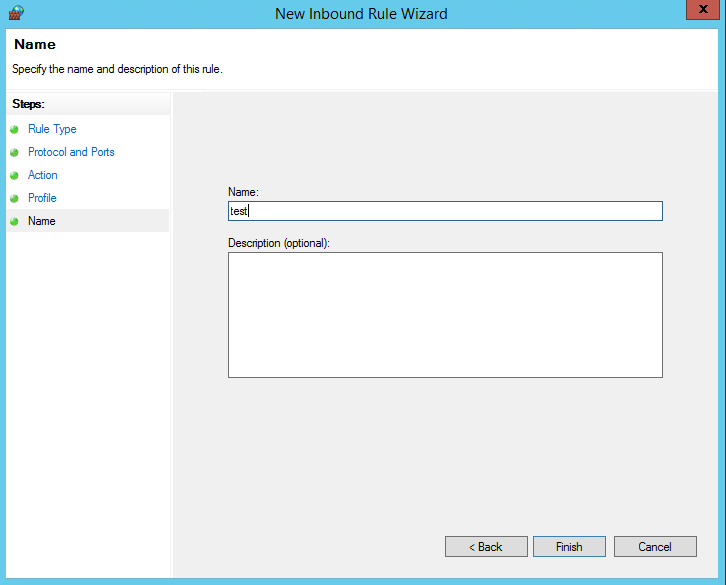 New Inbound Rule Wizard
X
Name
Specify the name and description of this rule.
Steps:
Rule Type
Protocol and Ports
Action
Profile
Name
Name:
test
Description (optional):
< Back
Finish
Cancel